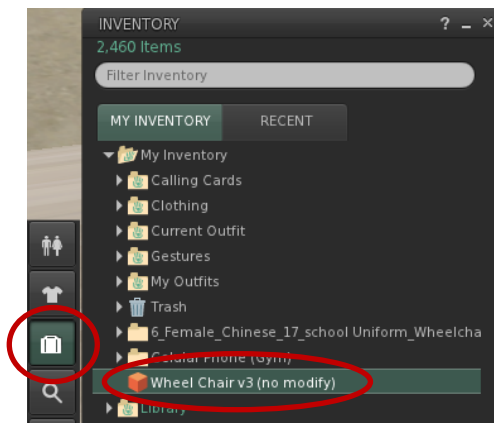 INVENTORY ? _ ×
2,460 Items
Filter Inventory
MY INVENTORY RECENT
My Inventory
Calling Cards
Clothing
Current Outfit
Gestures
My Outfits
Trash
6_Female_Chinese_17_school Uniform_Wheelcha
Celular Phone (Gym)
Wheel Chair v3 (no modify)
Library